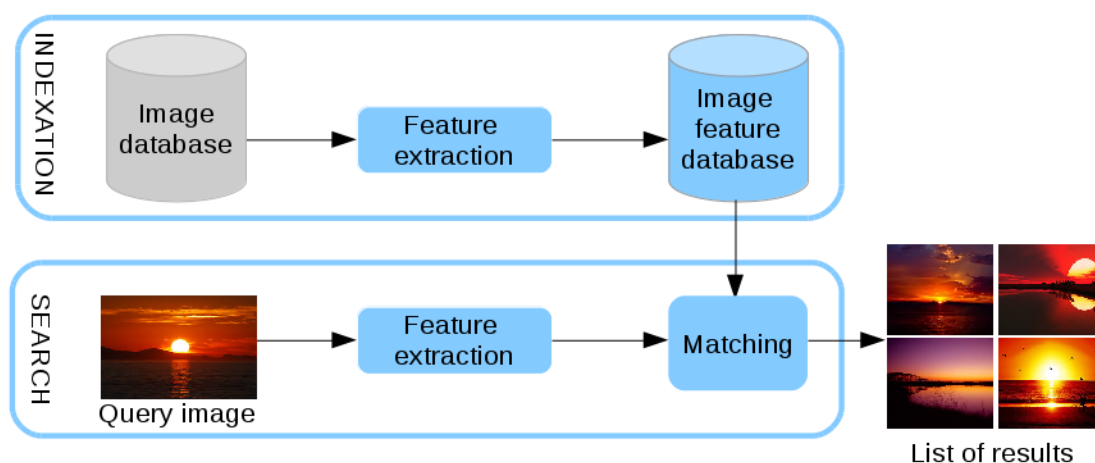 INDEXATION
Image
database
Feature
extraction
Image
feature
database
SEARCH
Query image
Feature
extraction
Matching
List of results